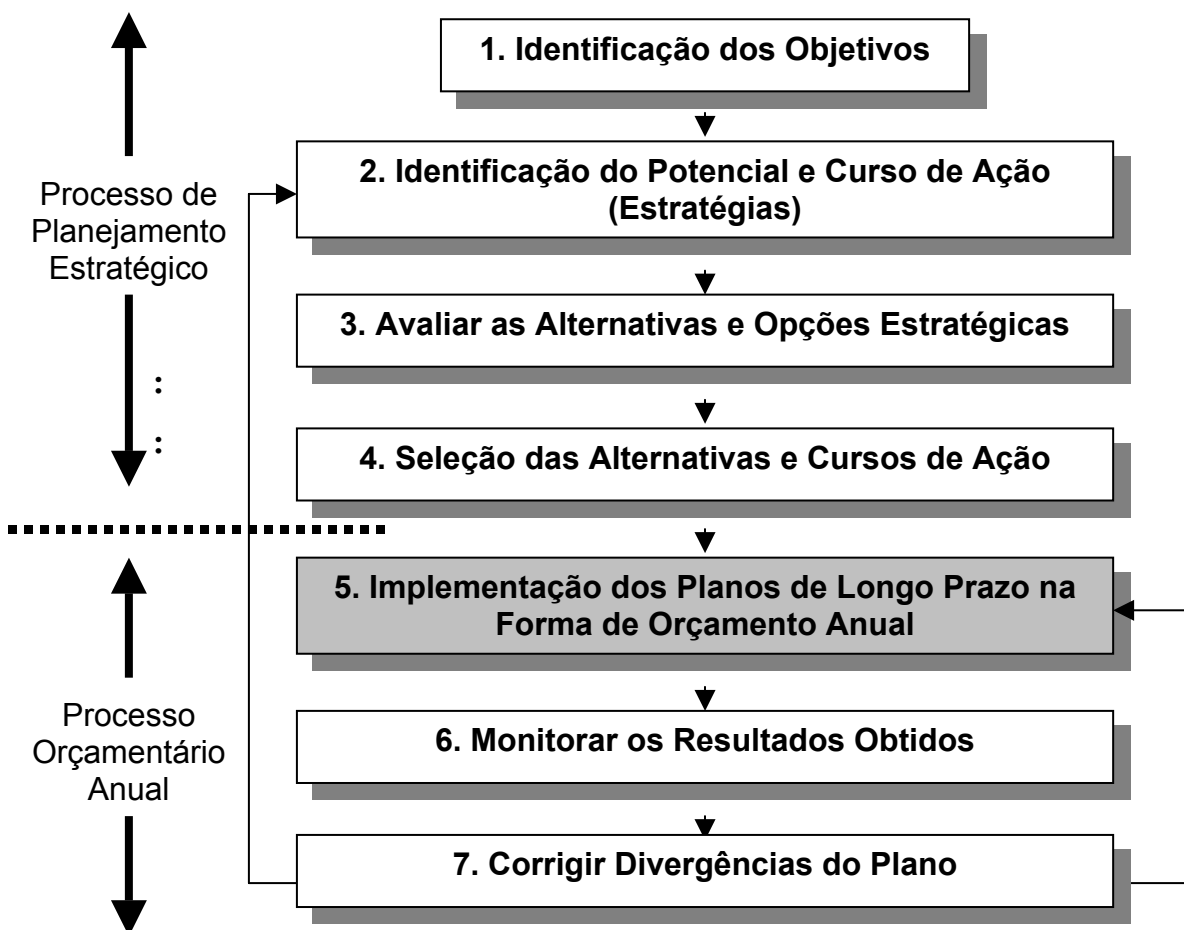 1. Identificação dos Objetivos
2. Identificação do Potencial e Curso de Ação
(Estratégias)
Processo de
Planejamento
Estratégico
3. Avaliar as Alternativas e Opções Estratégicas
:
:
4. Seleção das Alternativas e Cursos de Ação
5. Implementação dos Planos de Longo Prazo na
Forma de Orçamento Anual
Processo
Orçamentário
Anual
6. Monitorar os Resultados Obtidos
7. Corrigir Divergências do Plano